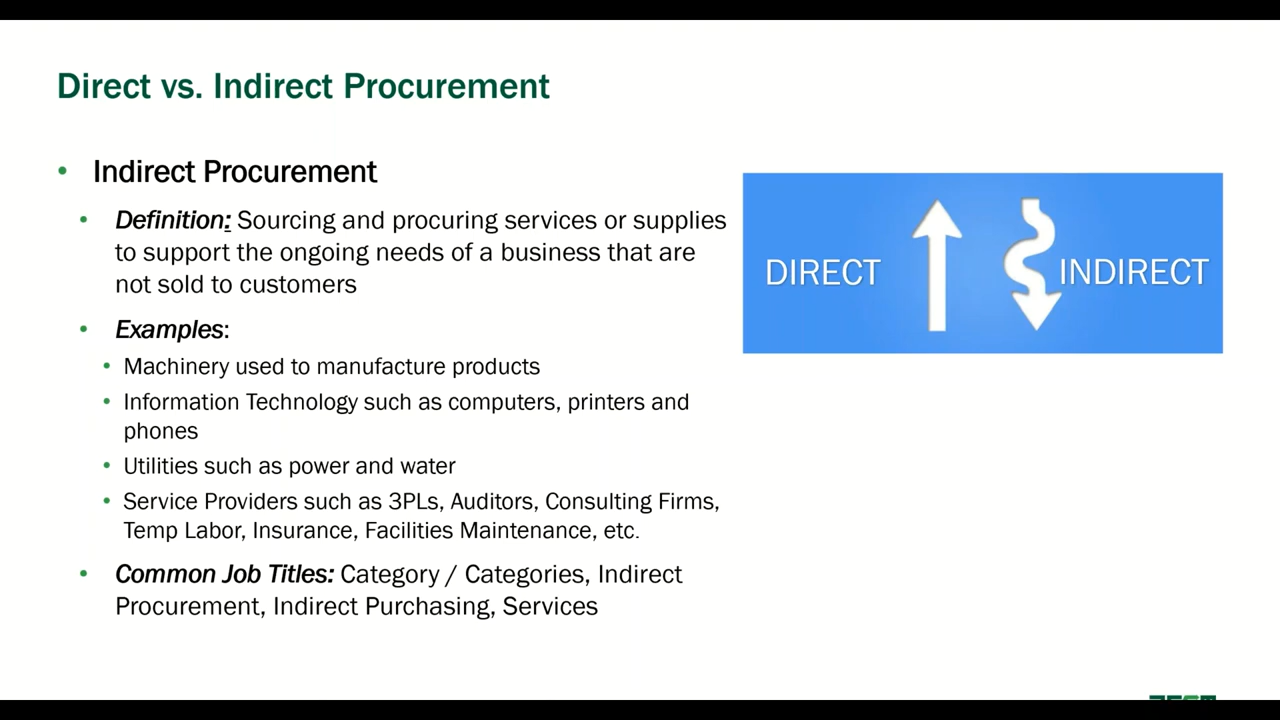 Direct vs. Indirect Procurement
• Indirect Procurement
• Definition: Sourcing and procuring services or supplies
to support the ongoing needs of a business that are
not sold to customers
• Examples:
• Machinery used to manufacture products
• Information Technology such as computers, printers and
phones
• Utilities such as power and water
• Service Providers such as 3PLs, Auditors, Consulting Firms,
Temp Labor, Insurance, Facilities Maintenance, etc.
• Common Job Titles: Category / Categories, Indirect
Procurement, Indirect Purchasing, Services
DIRECT
INDIRECT